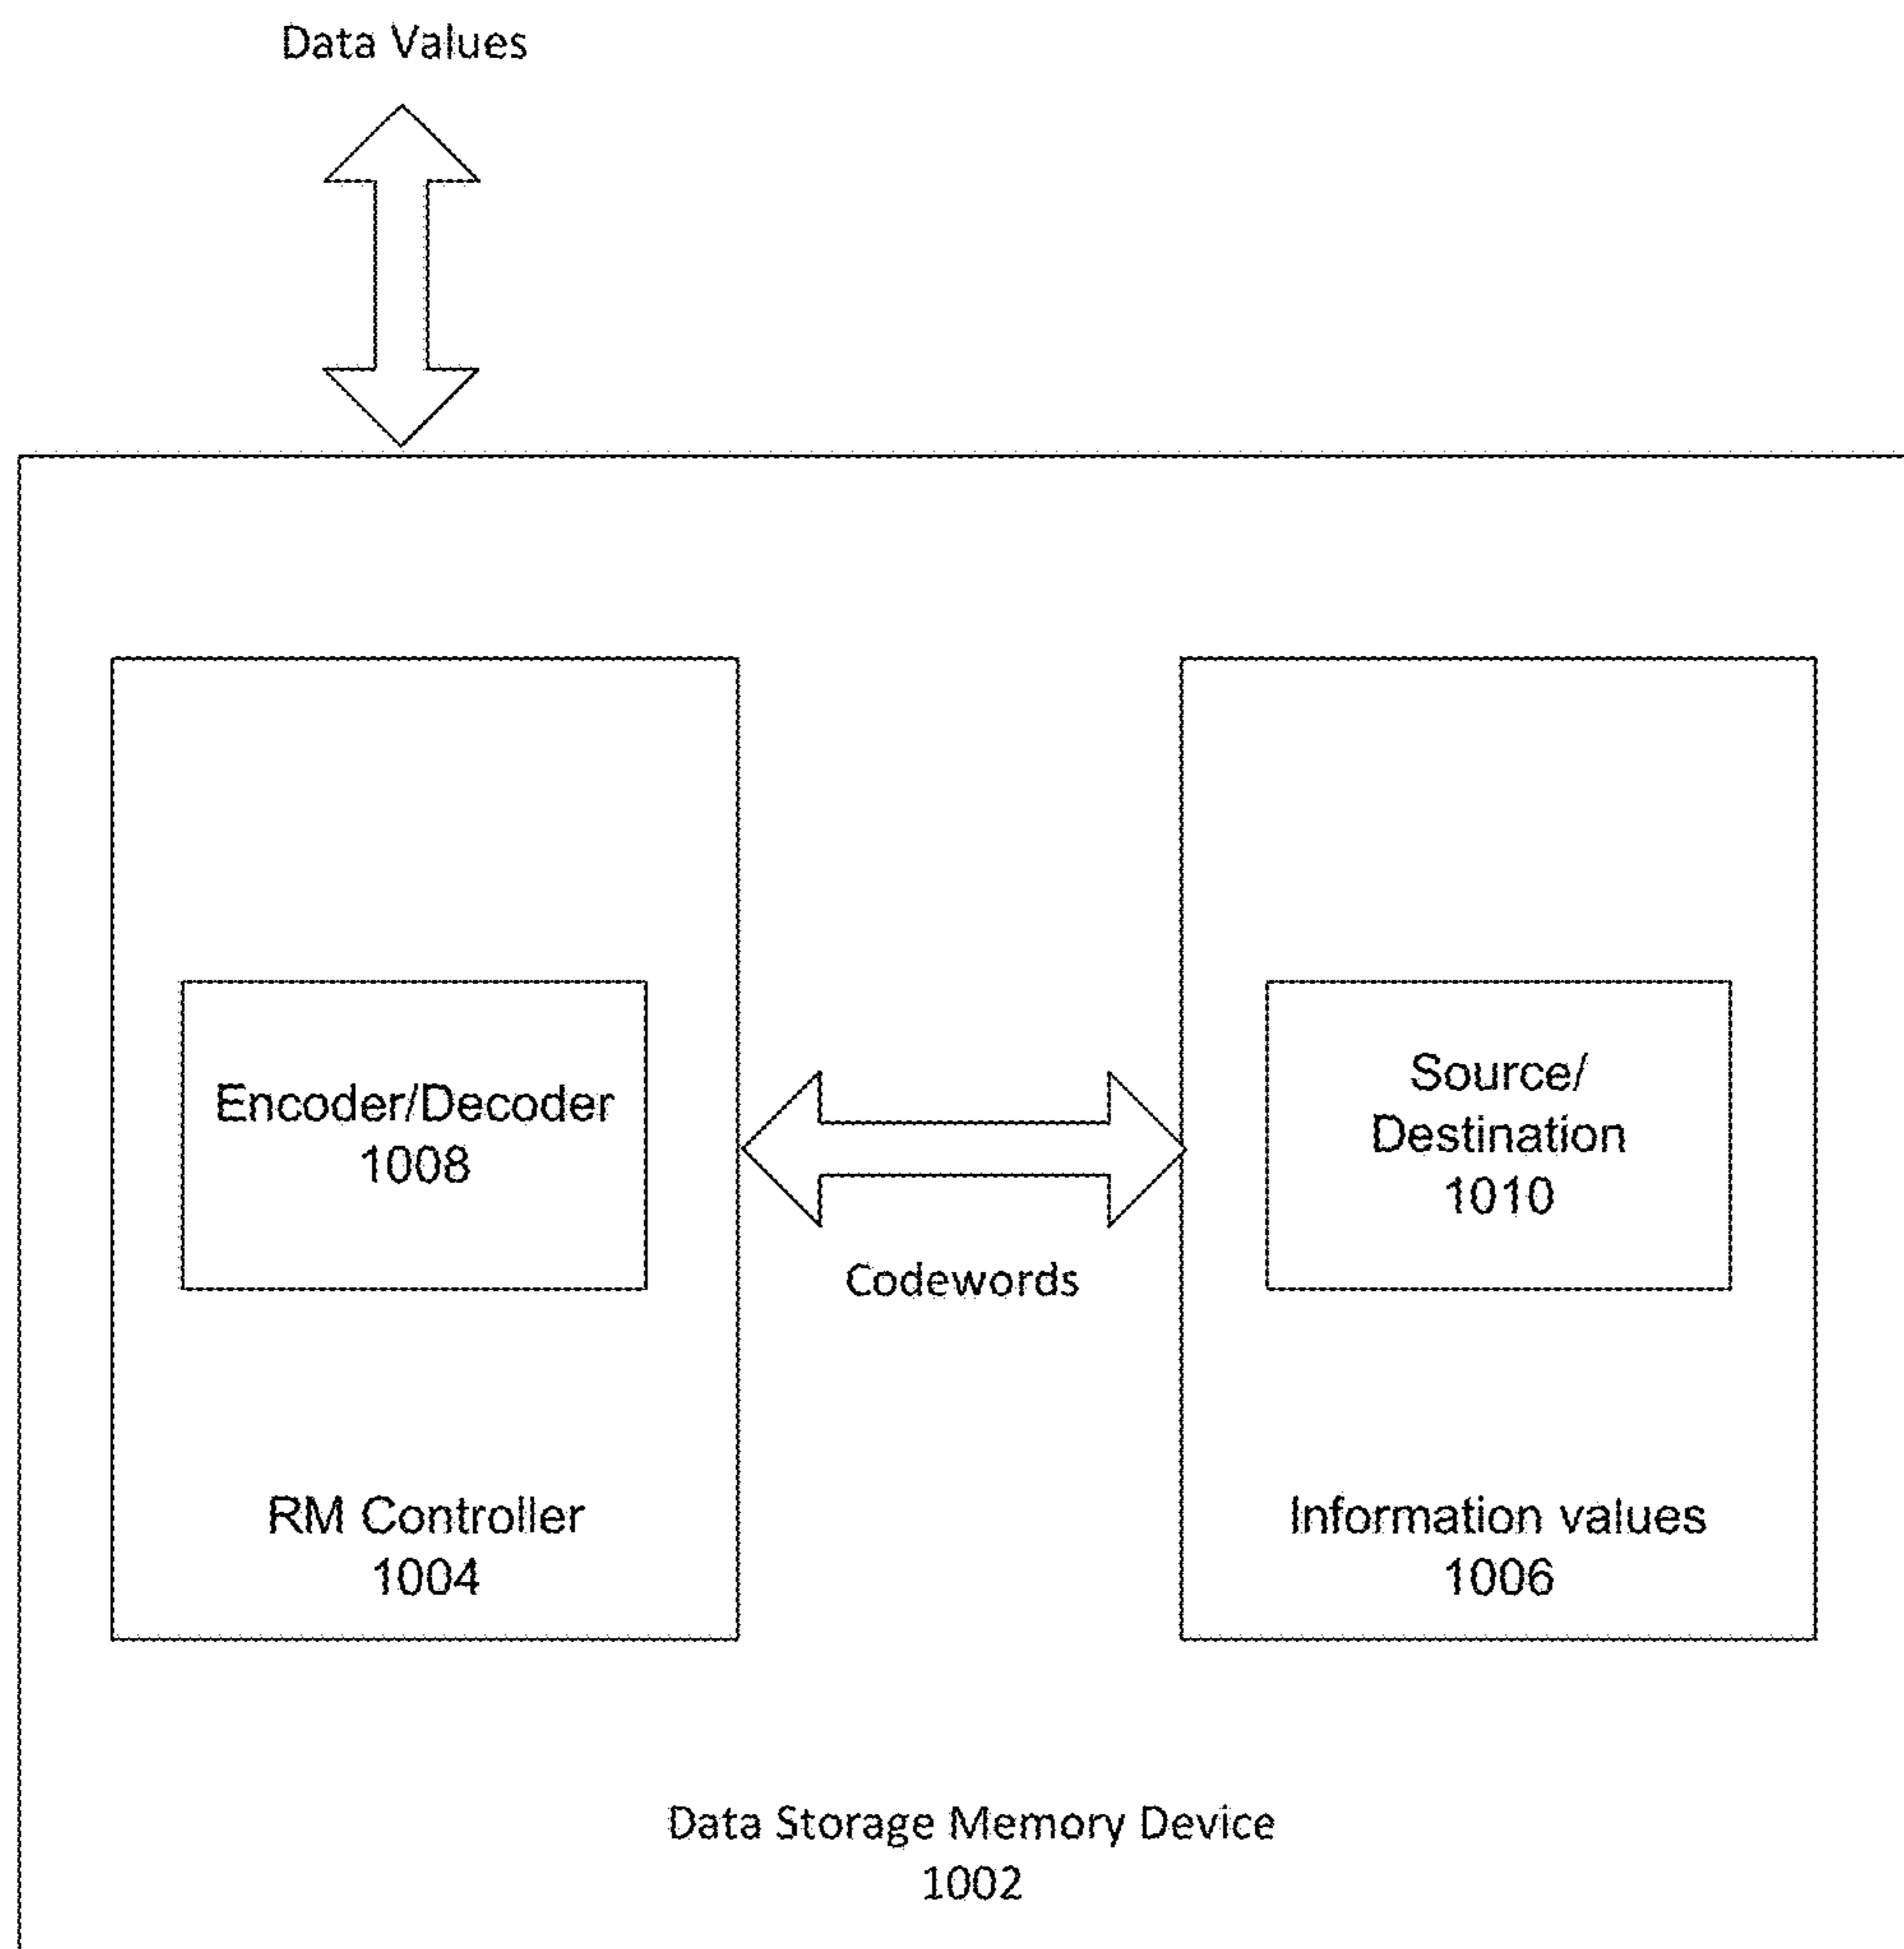 Data Values
Encoder/Decoder
1008
Codewords
Source/
Destination
1010
RM Controller
1004
Information values
1006
Data Storage Memory Device
1002